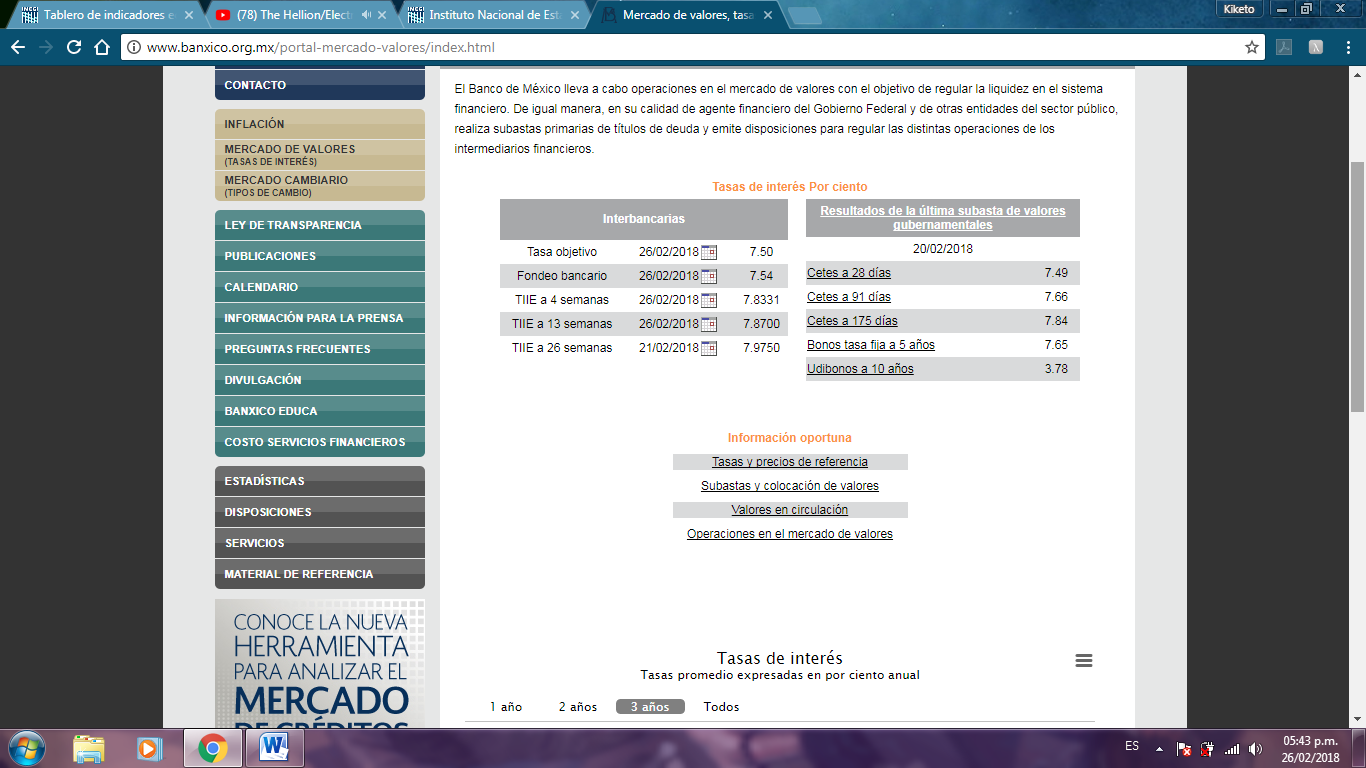 Tablero de indicadores e
(78) The Hellion/Elect
Instituto Nacional de Est
Mercado de valores, tasa
Kiketo
www.banxico.org.mx/portal-mercado-valores/index.html
CONTACTO
INFLACIÓN
MERCADO DE VALORES
(TASAS DE INTERÉS)
MERCADO CAMBIARIO
(TIPOS DE CAMBIO)
LEY DE TRANSPARENCIA
PUBLICACIONES
CALENDARIO
INFORMACIÓN PARA LA PRENSA
PREGUNTAS FRECUENTES
DIVULGACIÓN
BANXICO EDUCA
COSTO SERVICIOS FINANCIEROS
ESTADÍSTICAS
DISPOSICIONES
SERVICIOS
MATERIAL DE REFERENCIA
CONOCE LA NUEVA
HERRAMIENTA
PARA ANALIZAR EL
MERCADO
DE CRÉDITOS
El Banco de México lleva a cabo operaciones en el mercado de valores con el objetivo de regular la liquidez en el sistema
financiero. De igual manera, en su calidad de agente financiero del Gobierno Federal y de otras entidades del sector público,
realiza subastas primarias de títulos de deuda y emite disposiciones para regular las distintas operaciones de los
intermediarios financieros.
Tasas de interés Por ciento
Interbancarias
Tasa objetivo 26/02/2018 7.50
Fondeo bancario 26/02/2018 7.54
TIIE a 4 semanas 26/02/2018 7.8331
TIIE a 13 semanas 26/02/2018 7.8700
TIIE a 26 semanas 21/02/2018 7.9750
Resultados de la última subasta de valores
gubernamentales
20/02/2018
Cetes a 28 días 7.49
Cetes a 91 días 7.66
Cetes a 175 días 7.84
Bonos tasa fija a 5 años 7.65
Udibonos a 10 años 3.78
Información oportuna
Tasas y precios de referencia
Subastas y colocación de valores
Valores en circulación
Operaciones en el mercado de valores
Tasas de interés
Tasas promedio expresadas en por ciento anual
1 año 2 años 3 años Todos
ES
05:43 p.m.
26/02/2018